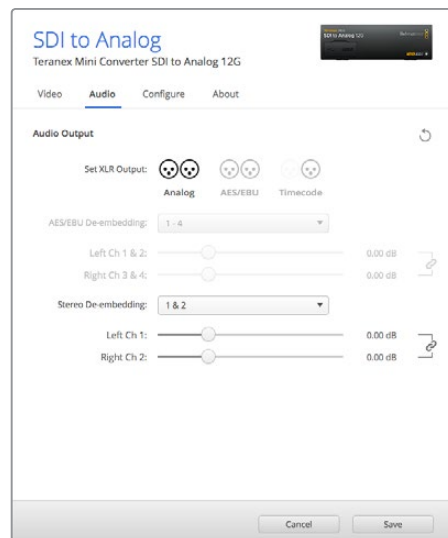 SDI to Analog
Teranex Mini Converter SDI to Analog 12G
Video Audio Configure About
Audio Output
Set XLR Output:
Analog AES/EBU Timecode
AES/EBU De-embedding: 1 - 4
Left Ch 1 & 2: 0.00 dB
Right Ch 3 & 4: 0.00 dB
Stereo De-embedding: 1 & 2
Left Ch 1: 0.00 dB
Right Ch 2: 0.00 dB
Cancel Save